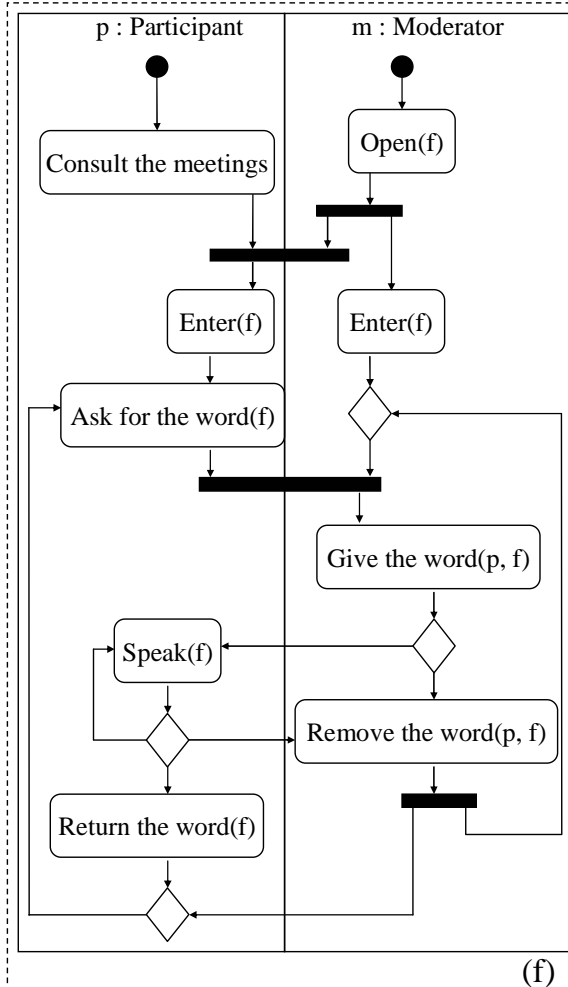 p : Participant
m : Moderator
Open(f)
Consult the meetings
Enter(f)
Enter(f)
Ask for the word(f)
Give the word(p, f)
Speak(f)
Remove the word(p, f)
Return the word(f)
(f)